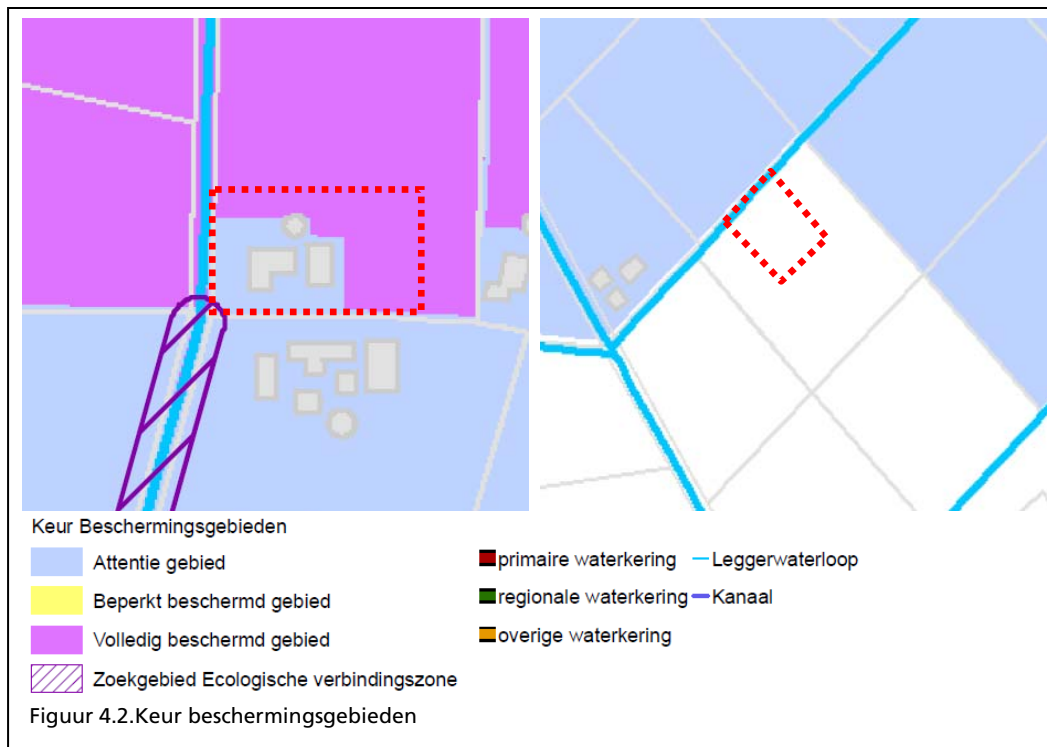 Keur Beschermingsgebieden
Attentie gebied
Beperkt beschermd gebied
Volledig beschermd gebied
Zoekgebied Ecologische verbindingszone
primaire waterkering
regionale waterkering
overige waterkering
Leggerwaterloop
Kanaal
Figuur 4.2.Keur beschermingsgebieden